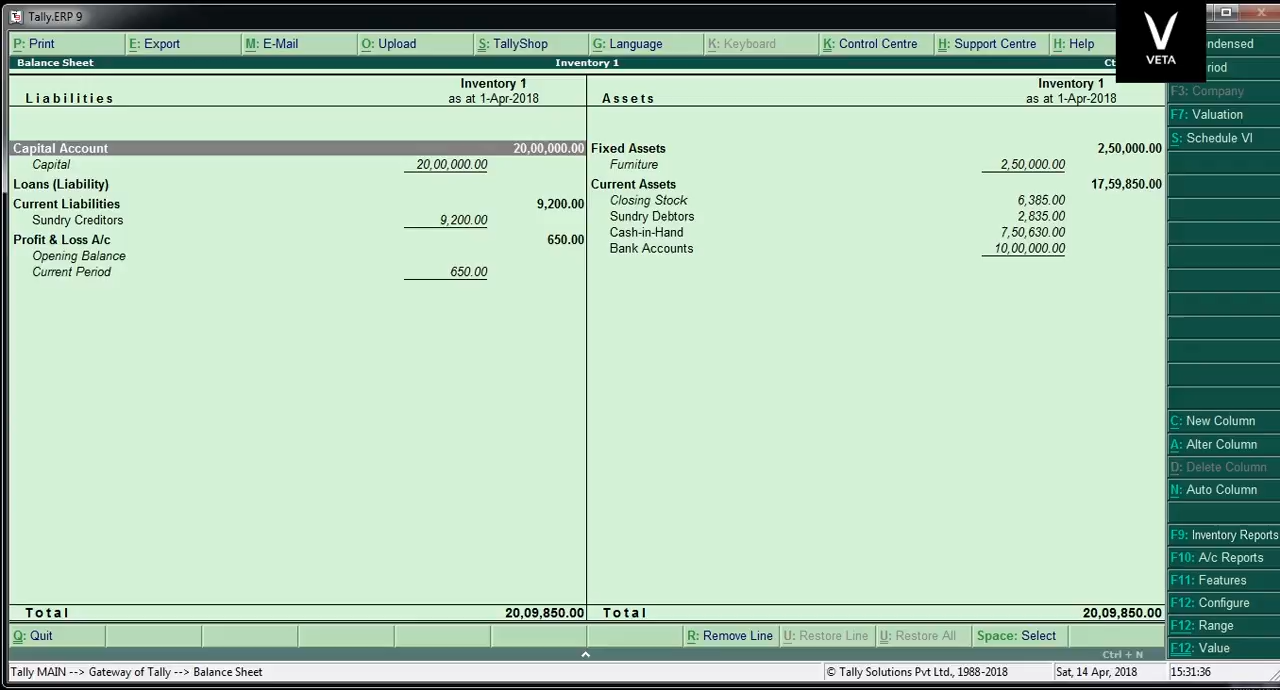 Tally.ERP 9
P: Print E: Export M: E-Mail O: Upload S: TallyShop G: Language K: Keyboard K: Control Centre H: Support Centre H: Help
VETA
ndensed
Balance Sheet Inventory 1 Ct
riod
F3: Company
F7: Valuation
S: Schedule VI
Liabilities Inventory 1 as at 1-Apr-2018
Assets Inventory 1 as at 1-Apr-2018
Capital Account 20,00,000.00
Capital 20,00,000.00
Loans (Liability)
Current Liabilities 9,200.00
Sundry Creditors 9,200.00
Profit & Loss A/c 650.00
Opening Balance
Current Period 650.00
Fixed Assets 2,50,000.00
Furniture 2,50,000.00
Current Assets 17,59,850.00
Closing Stock 6,385.00
Sundry Debtors 2,835.00
Cash-in-Hand 7,50,630.00
Bank Accounts 10,00,000.00
C: New Column
A: Alter Column
D: Delete Column
N: Auto Column
F9: Inventory Reports
F10: A/c Reports
F11: Features
F12: Configure
F12: Range
F12: Value
Total 20,09,850.00 Total 20,09,850.00
Q: Quit R: Remove Line U: Restore Line U: Restore All Space: Select
Ctrl + N
Tally MAIN --> Gateway of Tally --> Balance Sheet © Tally Solutions Pvt Ltd., 1988-2018 Sat, 14 Apr, 2018 15:31:36